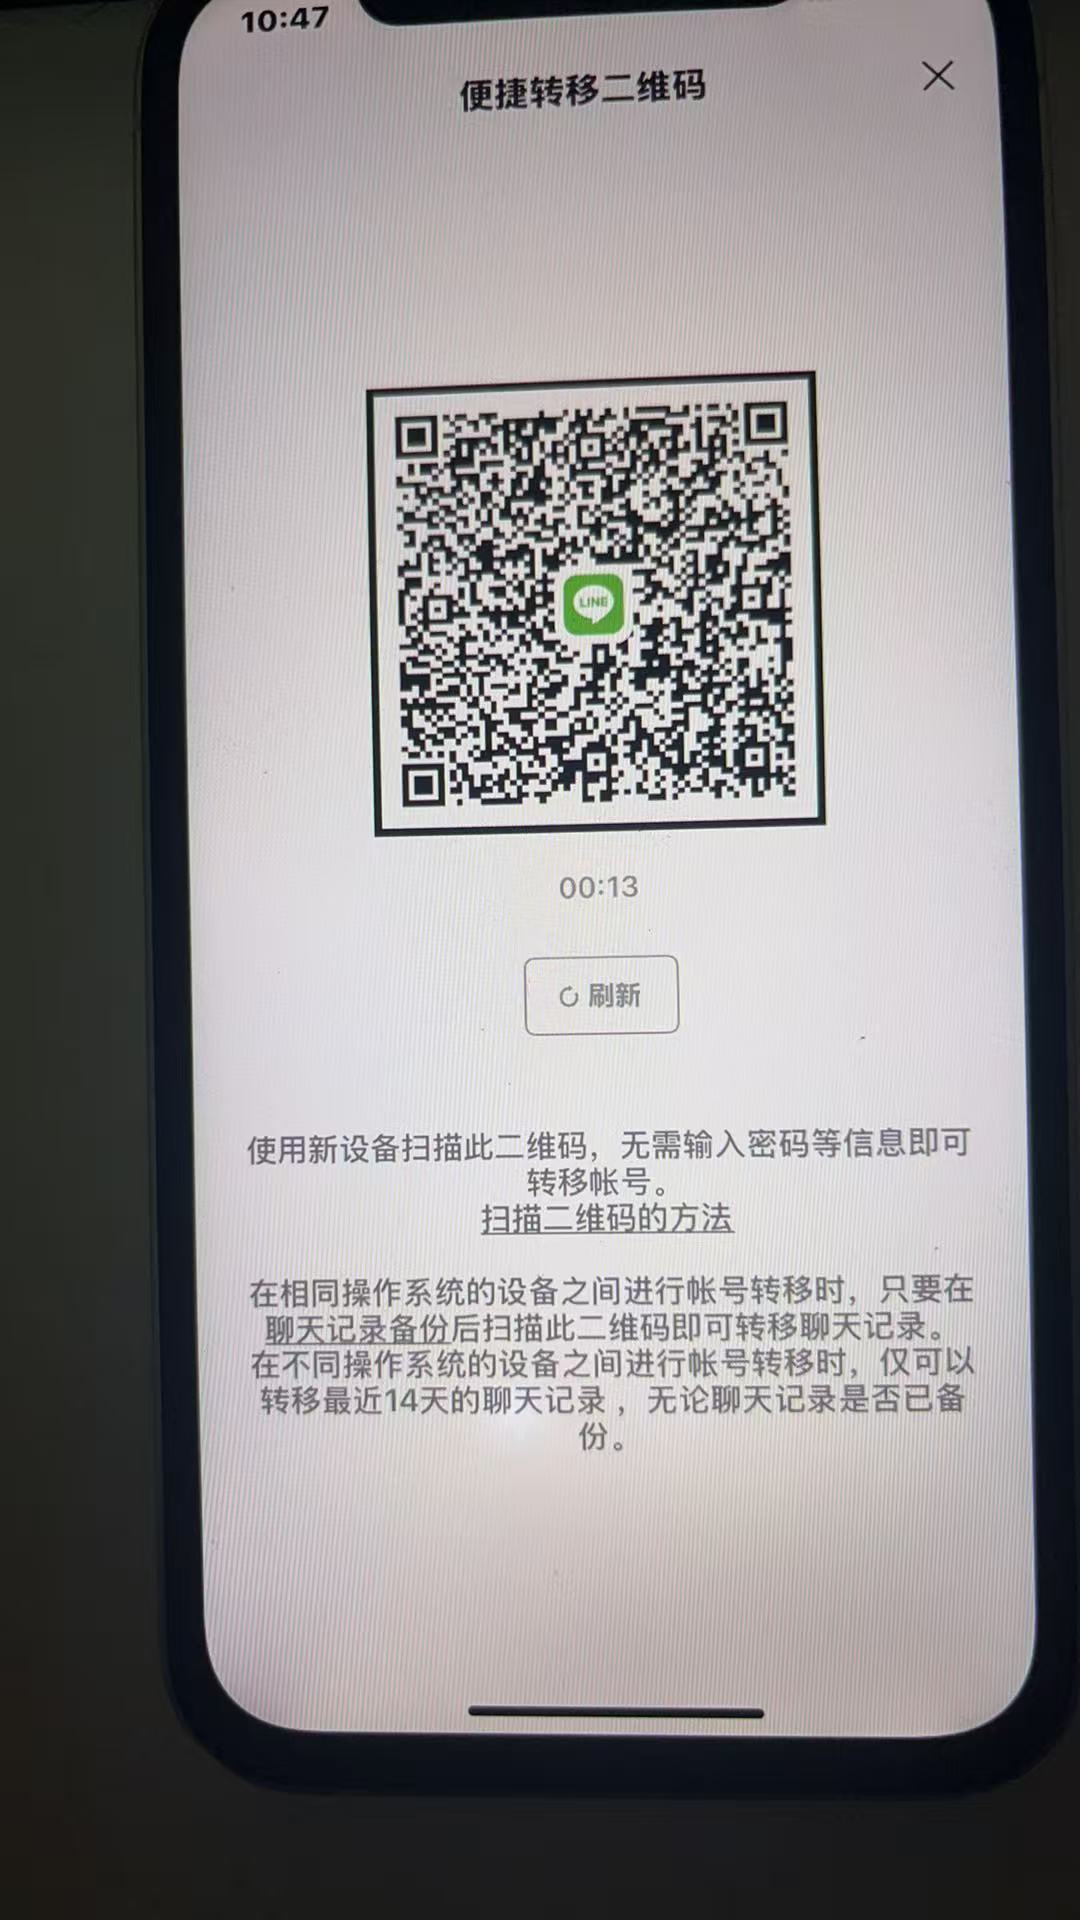 10:47
便捷转移二维码
LINE
00:13
刷新
使用新设备扫描此二维码，无需输入密码等信息即可
转移帐号。
扫描二维码的方法
在相同操作系统的设备之间进行帐号转移时，只要在
聊天记录备份后扫描此二维码即可转移聊天记录。
在不同操作系统的设备之间进行帐号转移时，仅可以
转移最近14天的聊天记录，无论聊天记录是否已备
份。